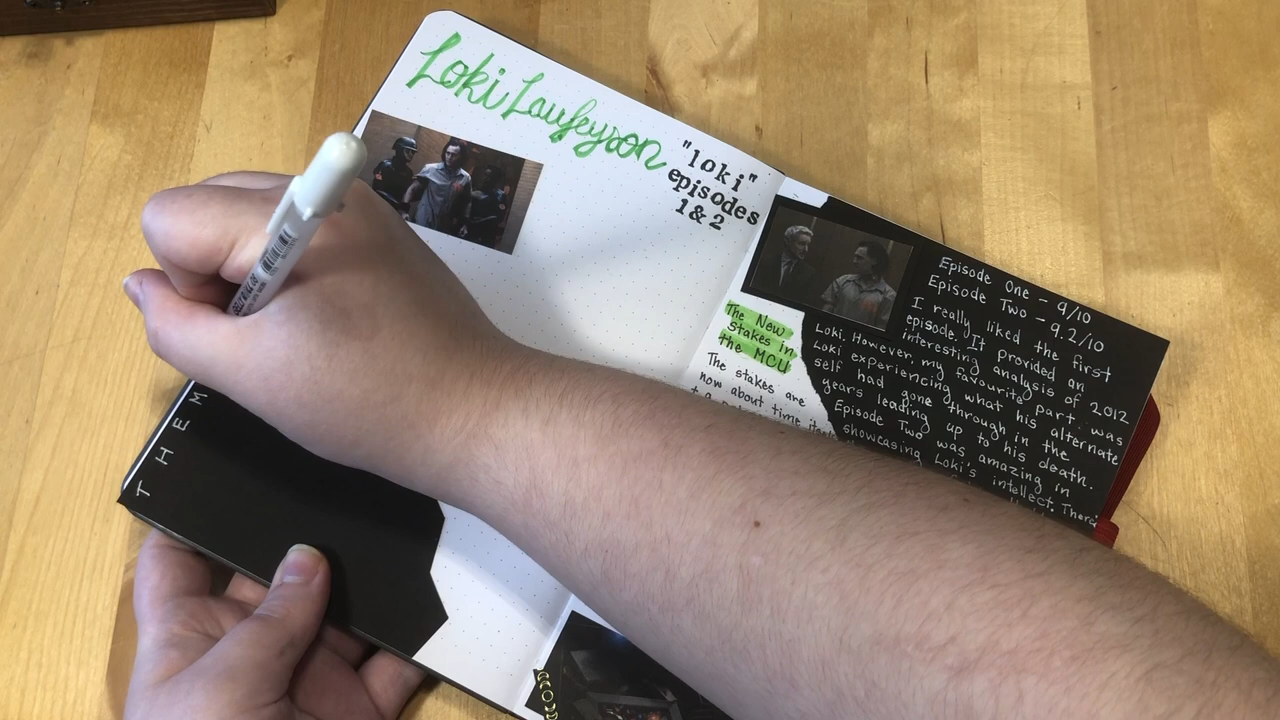 Loki Laufeyson
"loki"
episodes
1 & 2
THEM
The New
Stakes in
the MCU
The stakes are
now about time
Episode One - 9/10
Episode Two - 9.2/10
I really liked the first
episode. It provided an
interesting analysis of 2012
Loki. However, my favourite part was
Loki experiencing what his alternate
self had gone through in the
years leading up to his death.
Episode Two was amazing in
showcasing Loki's intellect. There's